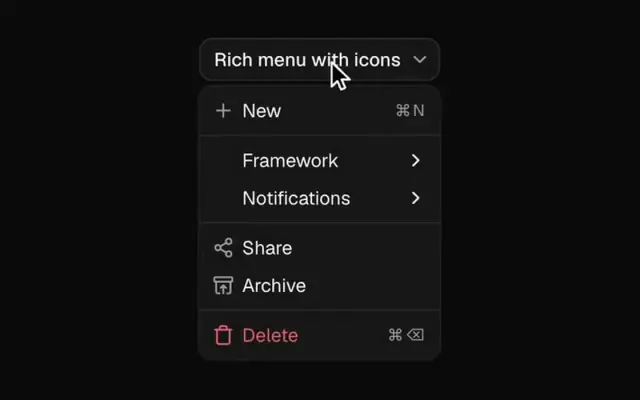 Rich menu with icons
New ⌘ N
Framework
Notifications
Share
Archive
Delete ⌘ ⌫